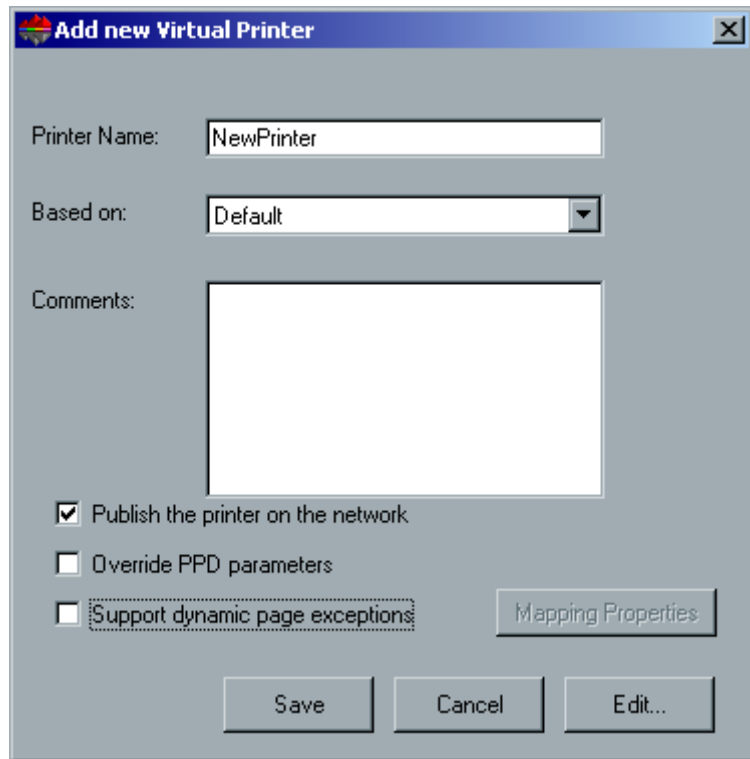 Add new Virtual Printer
Printer Name:
NewPrinter
Based on:
Default
Comments:
Publish the printer on the network
Override PPD parameters
Support dynamic page exceptions
Mapping Properties
Save
Cancel
Edit...